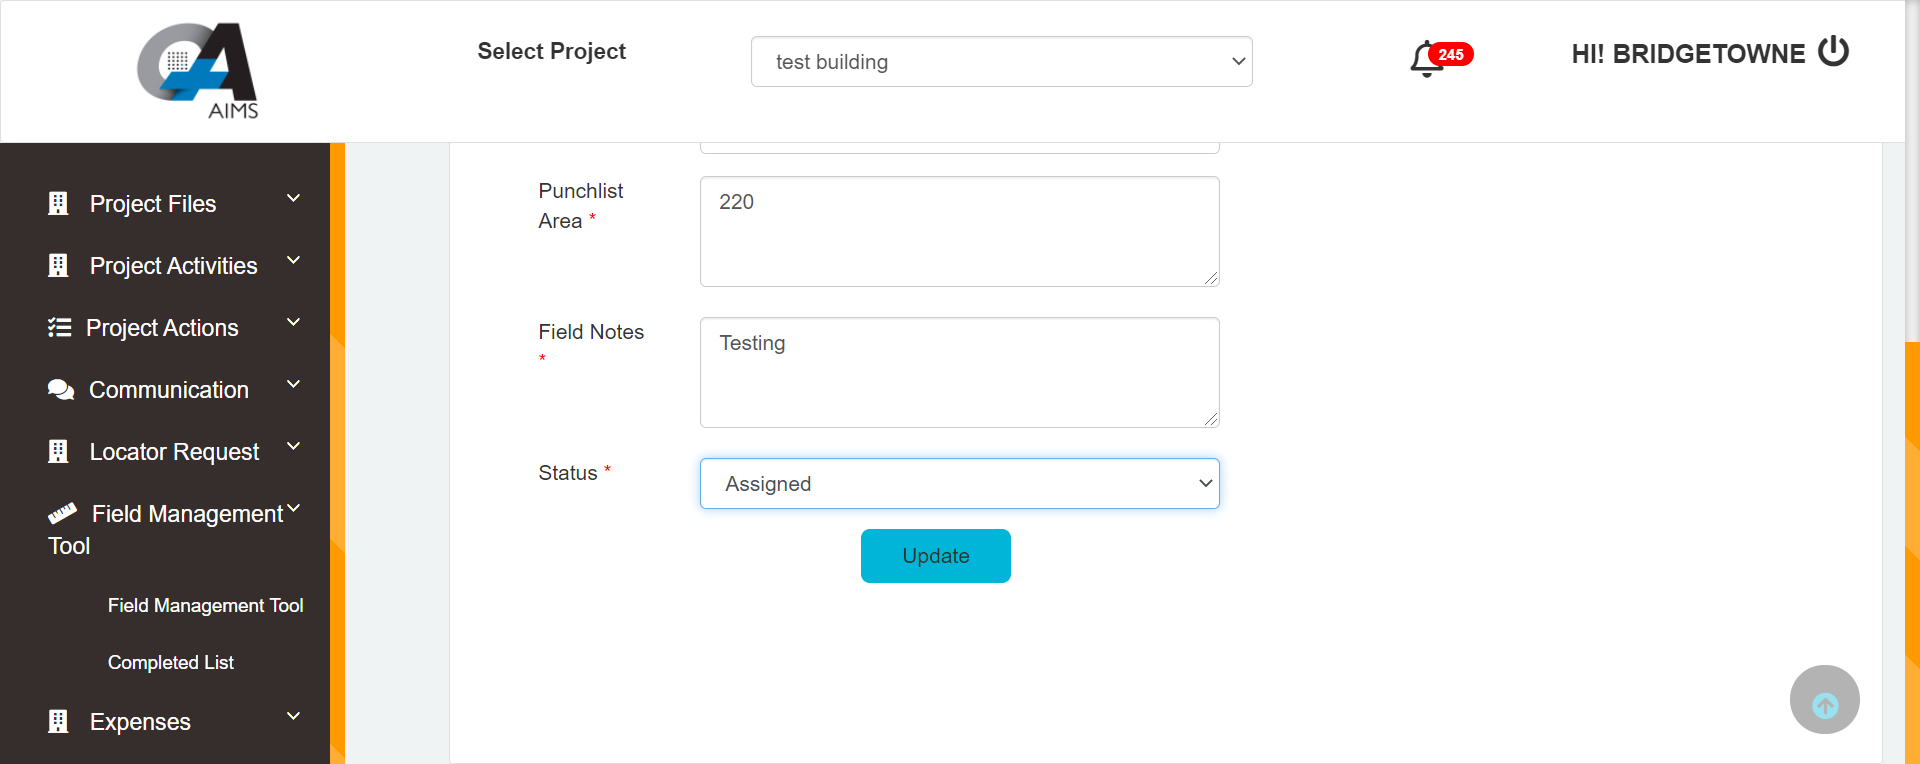 AIMS
Select Project
test building
245
HI! BRIDGETOWNE
Project Files
Project Activities
Project Actions
Communication
Locator Request
Field Management
Tool
Field Management Tool
Completed List
Expenses
Punchlist
Area *
220
Field Notes
*
Testing
Status *
Assigned
Update